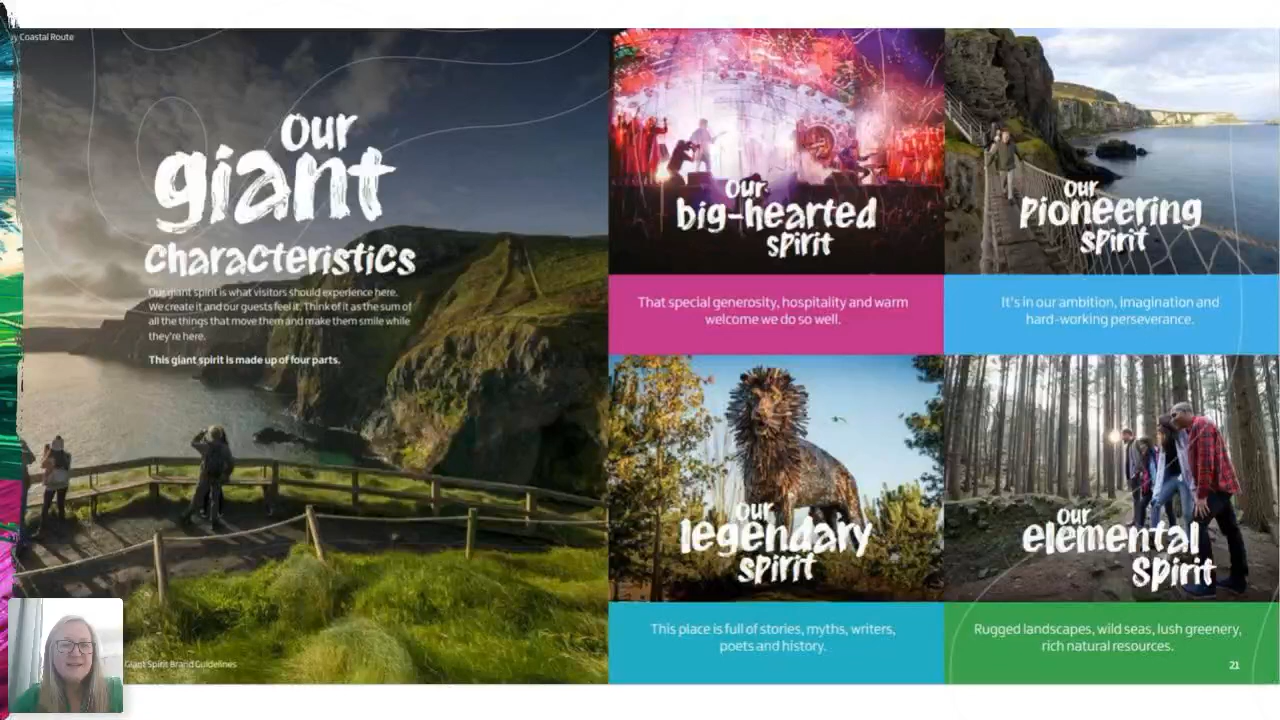 Coastal Route
our
giant
characteristics
Our giant spirit is what visitors should experience here.
We create it and our guests feel it. Think of it as the sum of
all the things that move them and make them smile while
they're here.
This giant spirit is made up of four parts.
Giant Spirit Brand Guidelines
our
big-hearted
spirit
That special generosity, hospitality and warm
welcome we do so well.
our
pioneering
spirit
It's in our ambition, imagination and
hard-working perseverance.
our
legendary
spirit
This place is full of stories, myths, writers,
poets and history.
our
elemental
spirit
Rugged landscapes, wild seas, lush greenery,
rich natural resources.
21